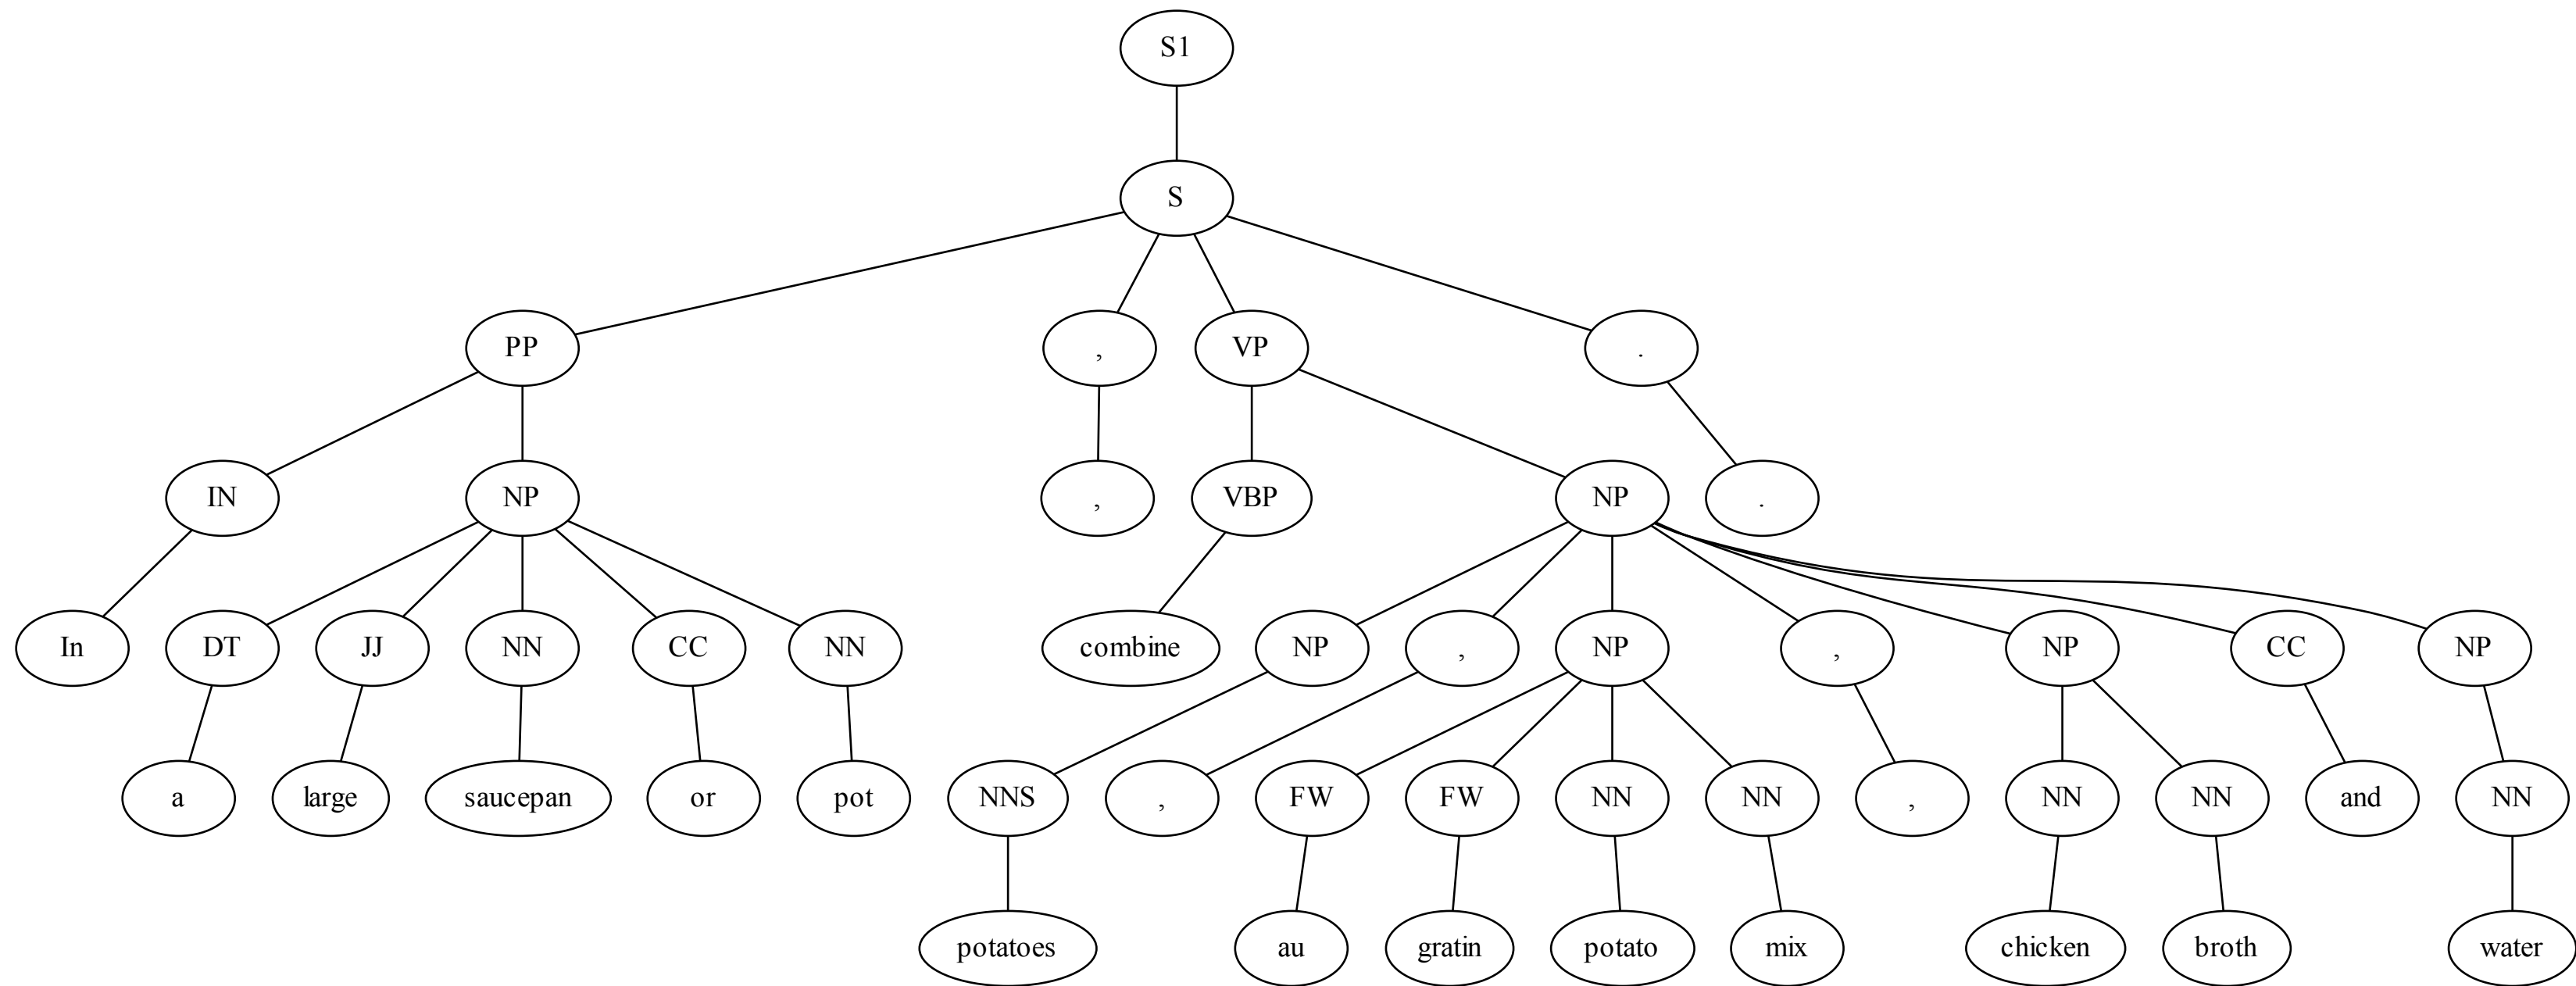 S1
S
PP , VP .
IN NP , VBP NP .
In DT JJ NN CC NN combine NP , NP , NP CC NP
a large saucepan or pot NNS , FW FW NN NN , NN NN and NN
potatoes au gratin potato mix chicken broth water